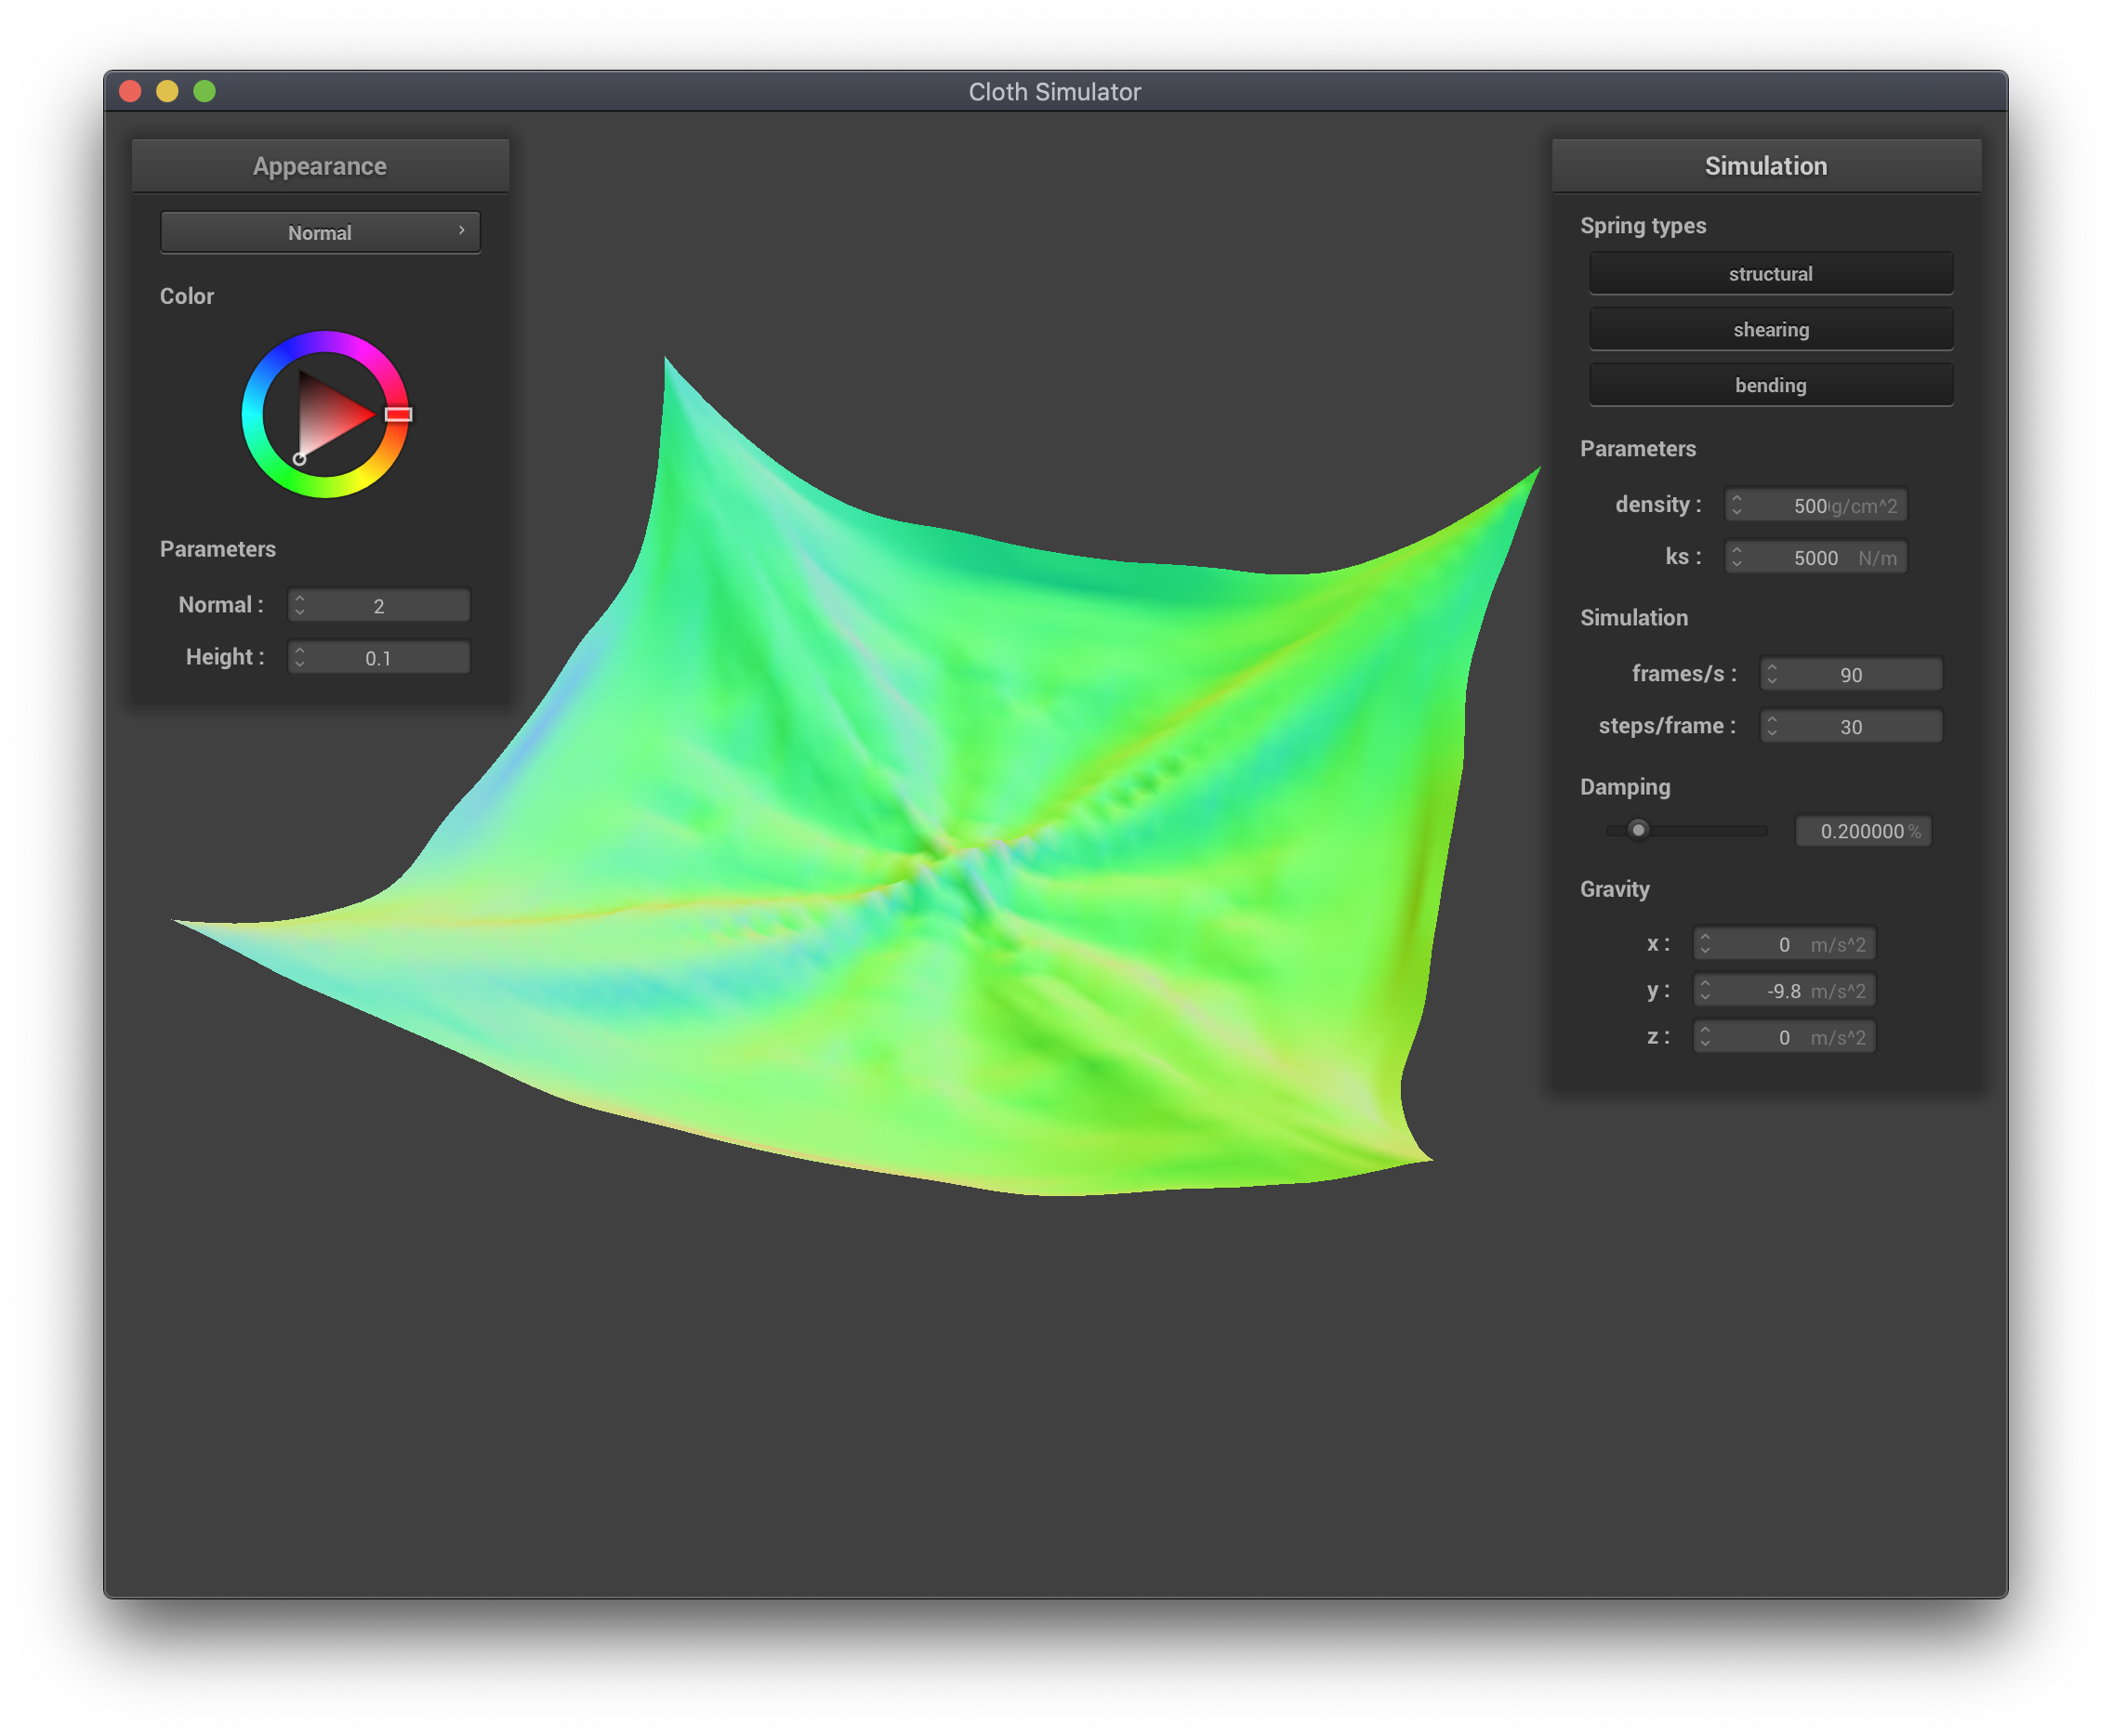 Cloth Simulator
Appearance
Normal
Color
Parameters
Normal : 2
Height : 0.1
Simulation
Spring types
structural
shearing
bending
Parameters
density : 500 g/cm^2
ks : 5000 N/m
Simulation
frames/s : 90
steps/frame : 30
Damping
0.200000 %
Gravity
x : 0 m/s^2
y : -9.8 m/s^2
z : 0 m/s^2